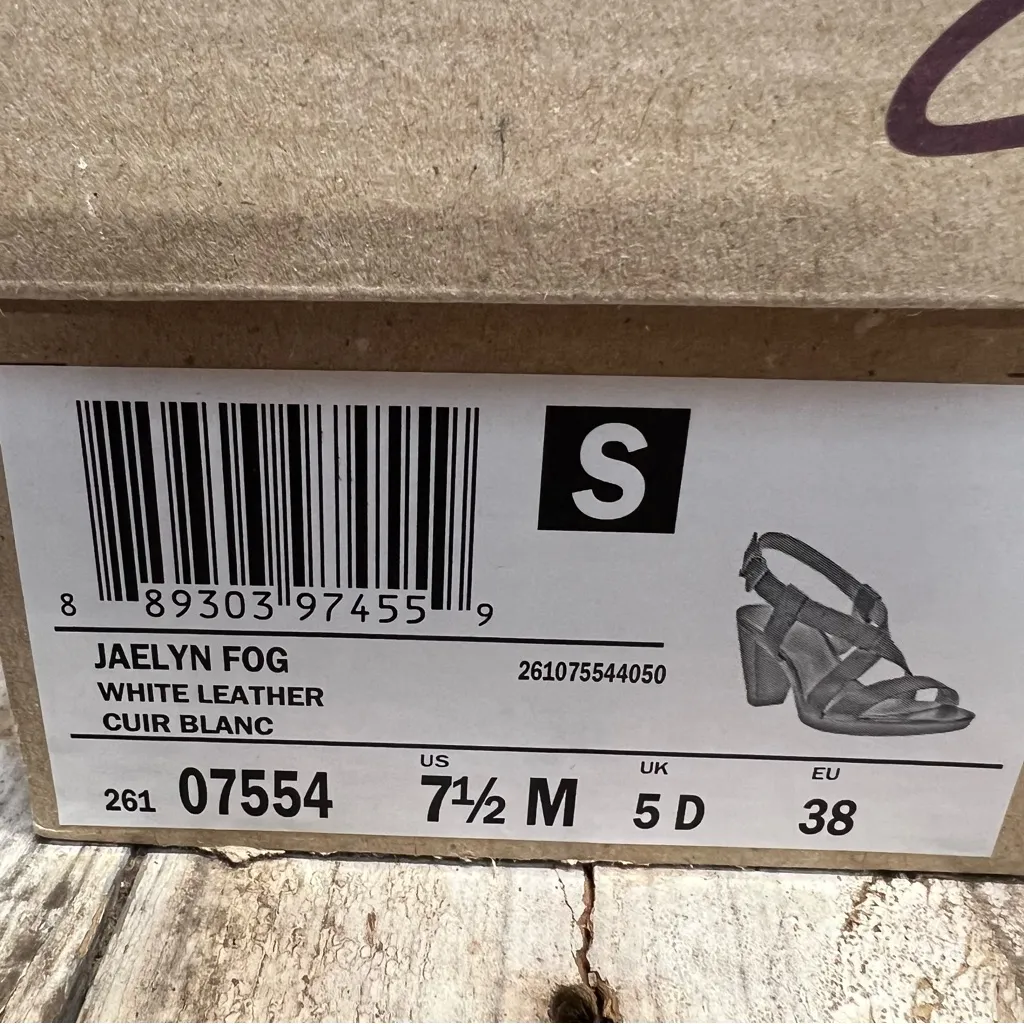 S
8 89303 97455 9
JAELYN FOG
261075544050
WHITE LEATHER
CUIR BLANC
US
UK
EU
261 07554 7½ M 5 D 38